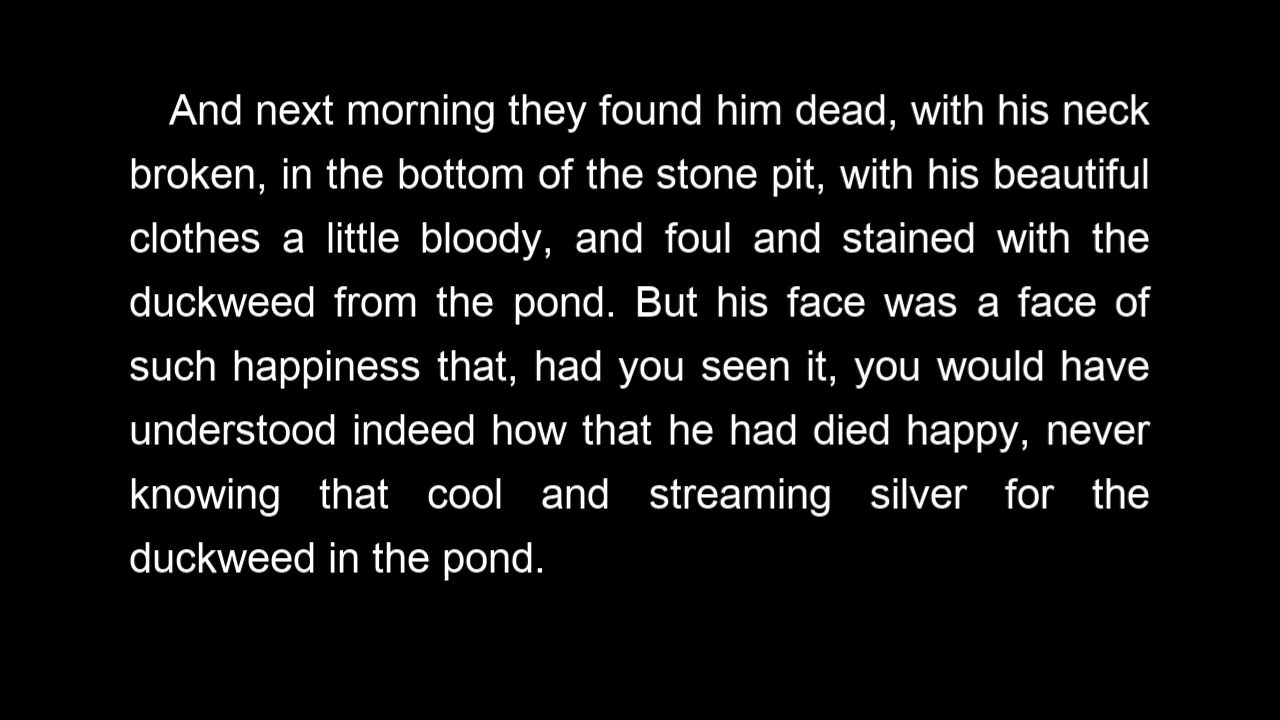 And next morning they found him dead, with his neck
broken, in the bottom of the stone pit, with his beautiful
clothes a little bloody, and foul and stained with the
duckweed from the pond. But his face was a face of
such happiness that, had you seen it, you would have
understood indeed how that he had died happy, never
knowing that cool and streaming silver for the
duckweed in the pond.